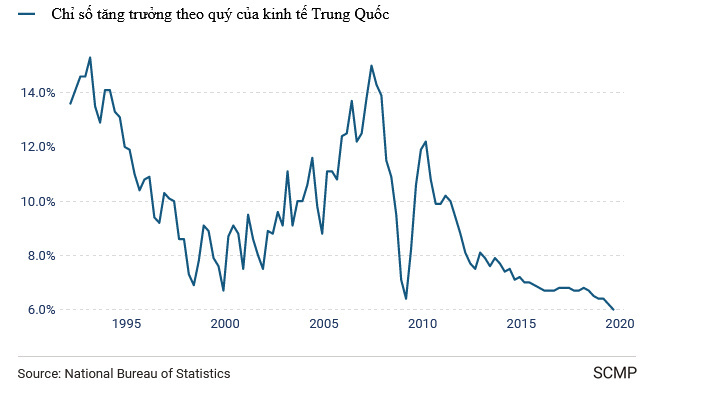 Chỉ số tăng trưởng theo quý của kinh tế Trung Quốc
14.0%
12.0%
10.0%
8.0%
6.0%
1995 2000 2005 2010 2015 2020
Source: National Bureau of Statistics
SCMP